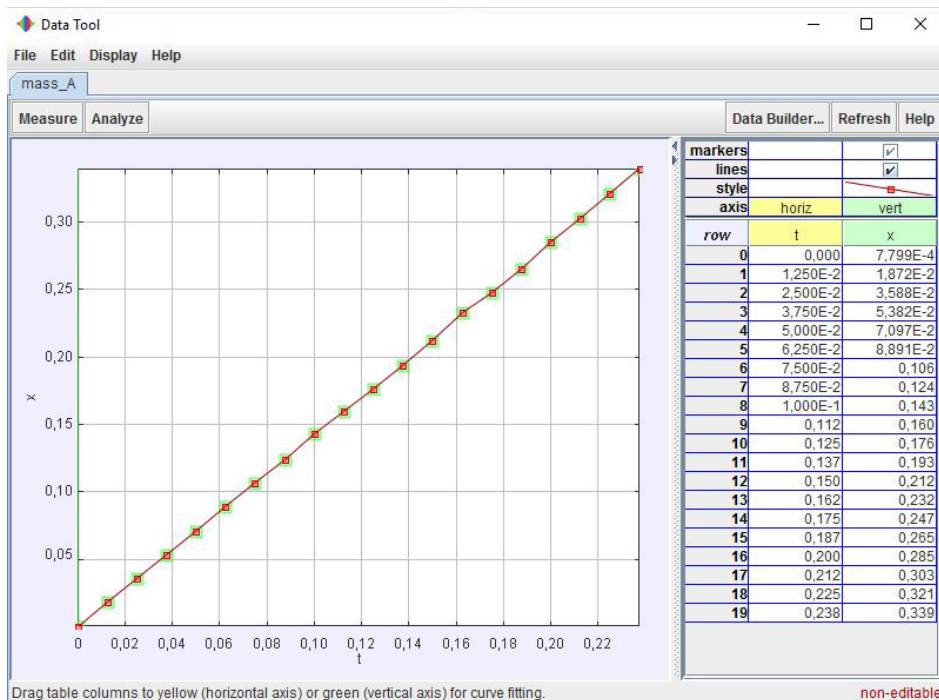 Data Tool
File Edit Display Help
mass_A
Measure Analyze Data Builder... Refresh Help
0,30
0,25
0,20
0,15
0,10
0,05
x
0 0,02 0,04 0,06 0,08 0,10 0,12 0,14 0,16 0,18 0,20 0,22
t
markers
lines
style
axis horiz vert
row t x
0 0,000 7,799E-4
1 1,250E-2 1,872E-2
2 2,500E-2 3,588E-2
3 3,750E-2 5,382E-2
4 5,000E-2 7,097E-2
5 6,250E-2 8,891E-2
6 7,500E-2 0,106
7 8,750E-2 0,124
8 1,000E-1 0,143
9 0,112 0,160
10 0,125 0,176
11 0,137 0,193
12 0,150 0,212
13 0,162 0,232
14 0,175 0,247
15 0,187 0,265
16 0,200 0,285
17 0,212 0,303
18 0,225 0,321
19 0,238 0,339
Drag table columns to yellow (horizontal axis) or green (vertical axis) for curve fitting. non-editable